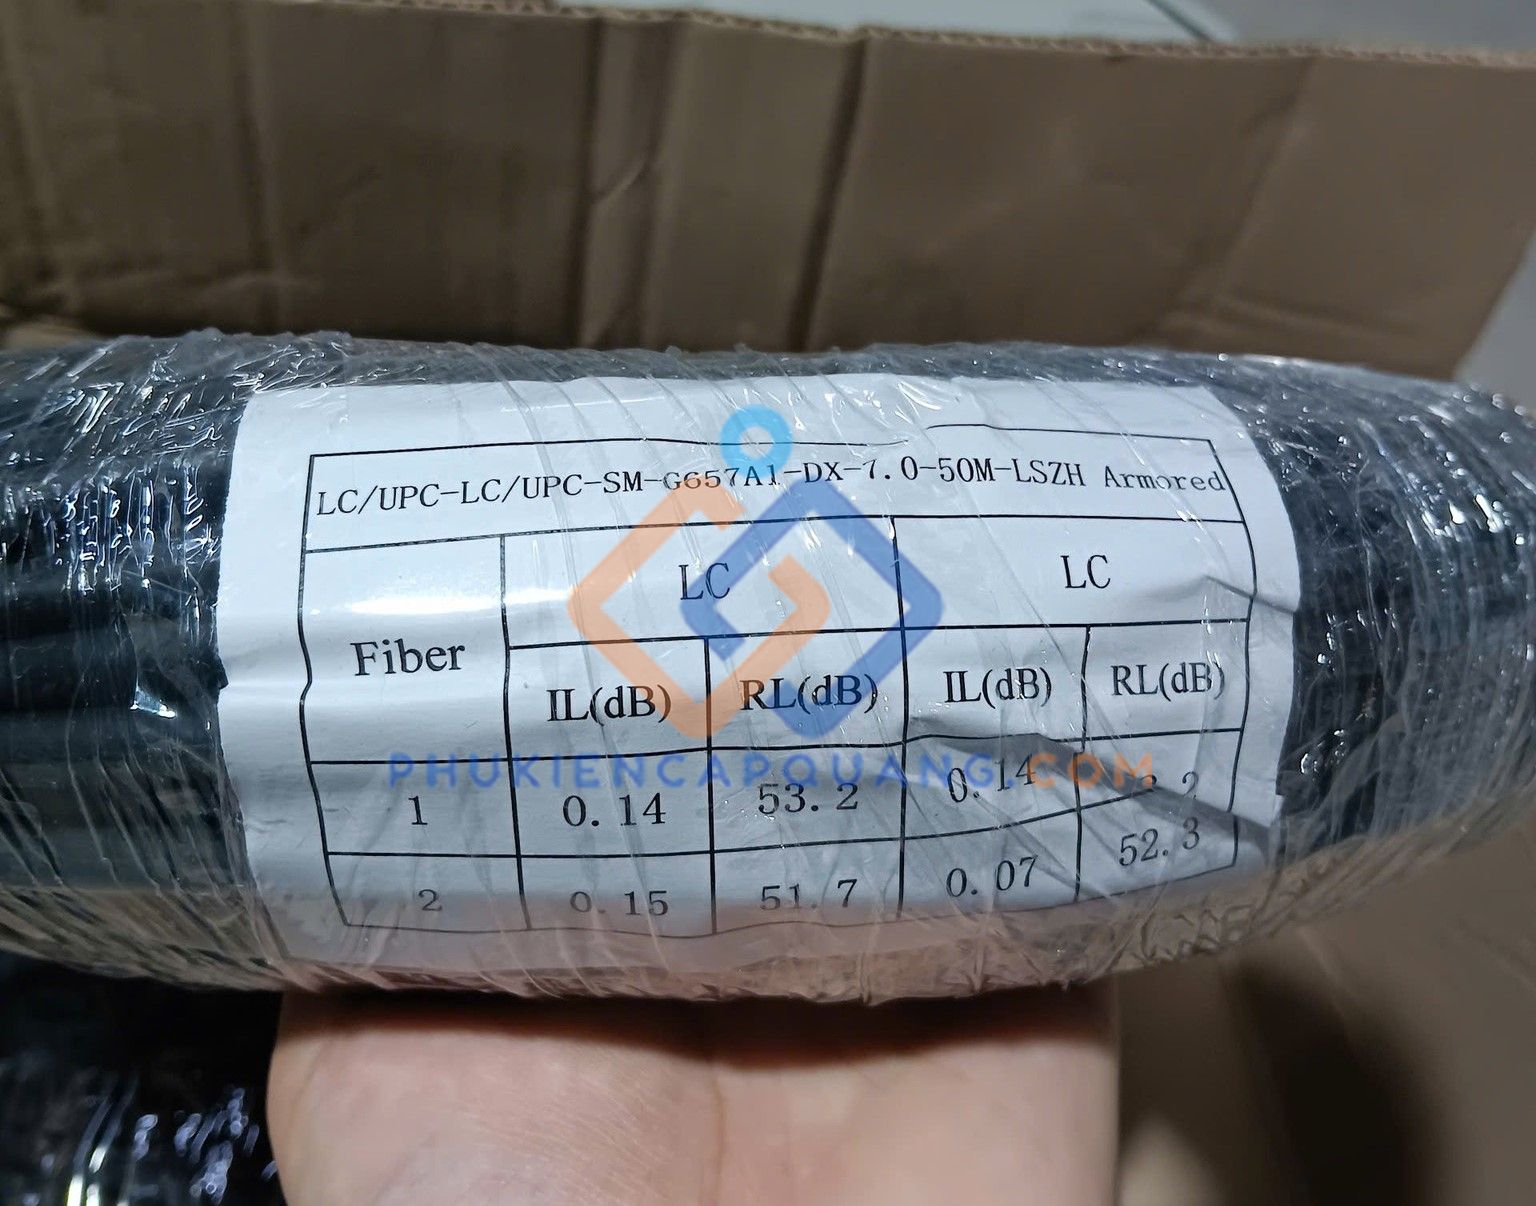 LC/UPC-LC/UPC-SM-G657A1-DX-7.0-50M-LSZH Armored
Fiber LC LC
IL(dB) RL(dB) IL(dB) RL(dB)
1 0.14 53.2 0.14
2 0.15 51.7 0.07 52.3
PHUKIENCAPQUANG.COM